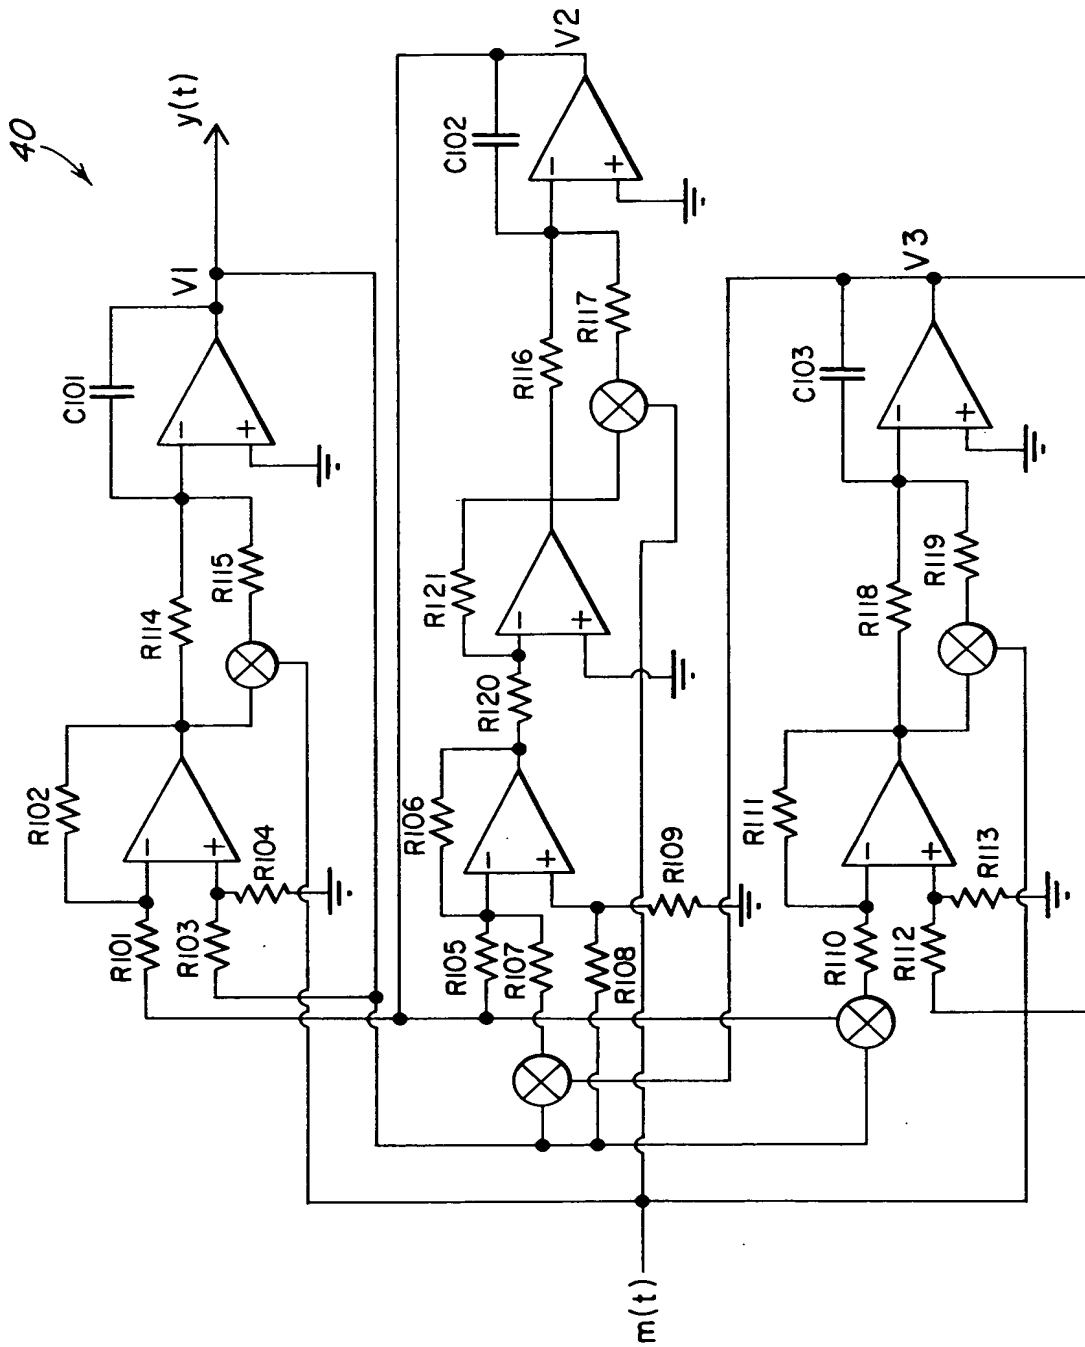 40
y(t)
V1
C101
R114
R115
R102
R101
R103
R104
-
+
-
+
V2
C102
R116
R117
R121
R120
R106
R105
R107
R108
R109
-
+
-
+
-
+
m(t)
V3
C103
R118
R119
R111
R110
R112
R113
-
+
-
+